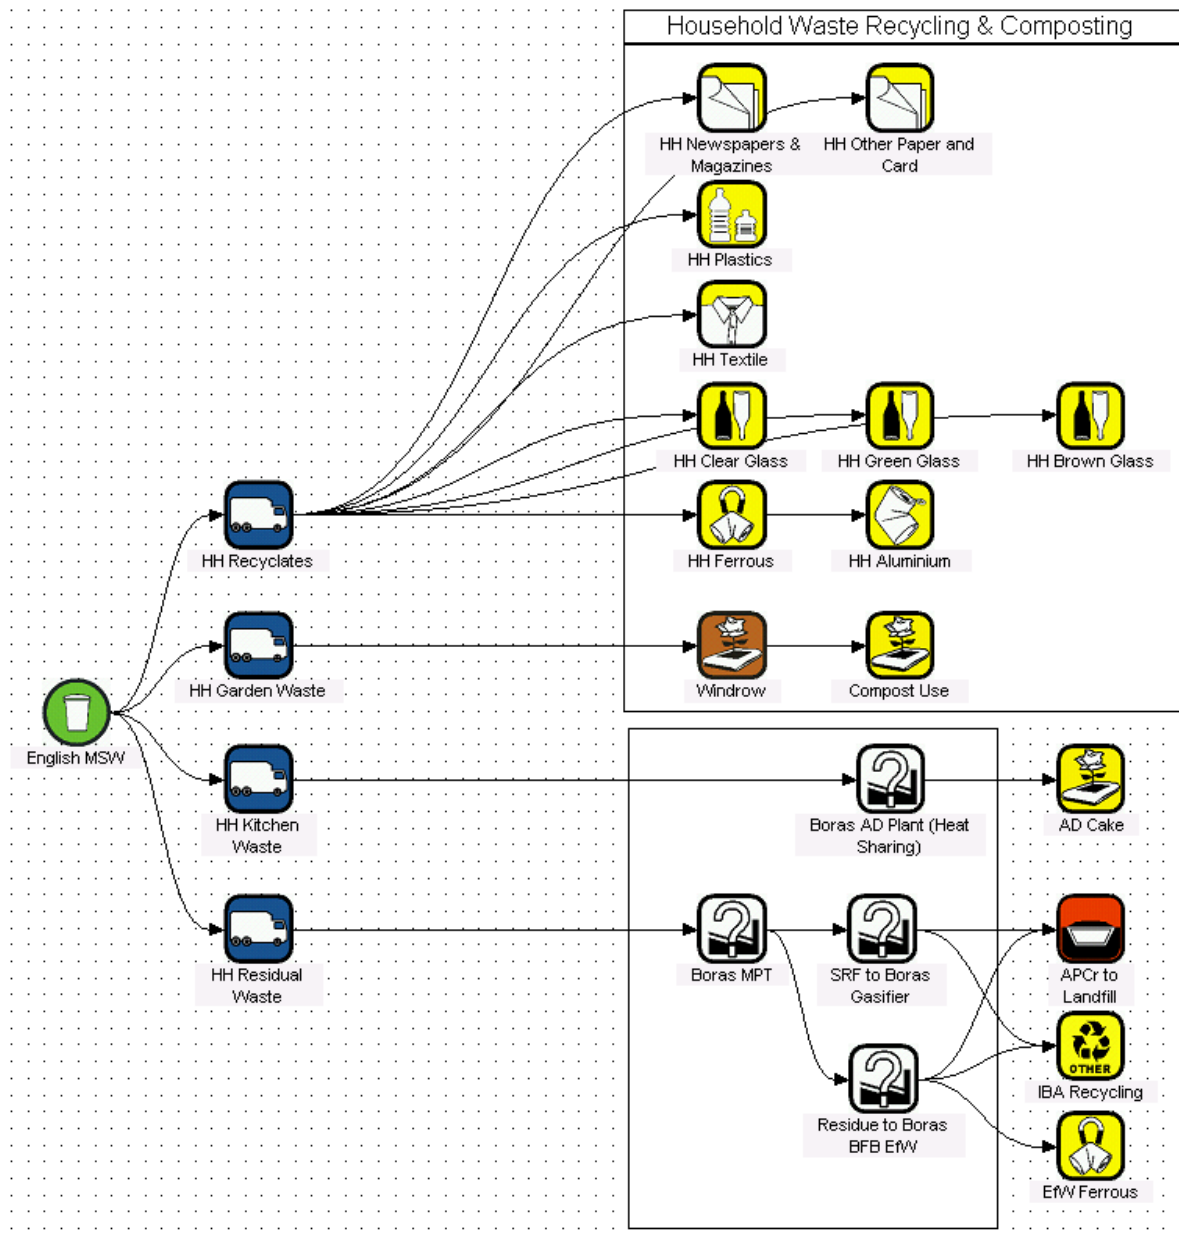 Household Waste Recycling & Composting
HH Newspapers &
Magazines
HH Other Paper and
Card
HH Plastics
HH Textile
HH Clear Glass
HH Green Glass
HH Brown Glass
HH Recyclates
HH Ferrous
HH Aluminium
HH Garden Waste
Windrow
Compost Use
English MSW
HH Kitchen
Waste
Boras AD Plant (Heat
Sharing)
AD Cake
HH Residual
Waste
Boras MPT
SRF to Boras
Gasifier
APCr to
Landfill
OTHER
IBA Recycling
Residue to Boras
BFB EfW
EfW Ferrous